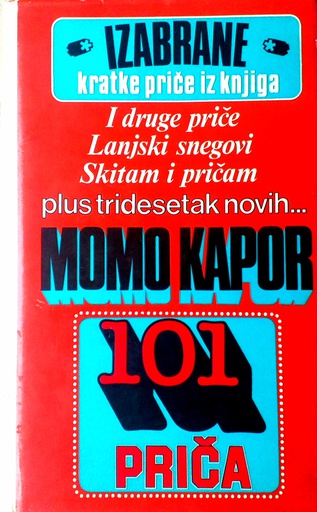 IZABRANE
kratke priče iz knjiga
I druge priče
Lanjski snegovi
Skitam i pričam
plus tridesetak novih...
MOMO KAPOR
101
PRIČA